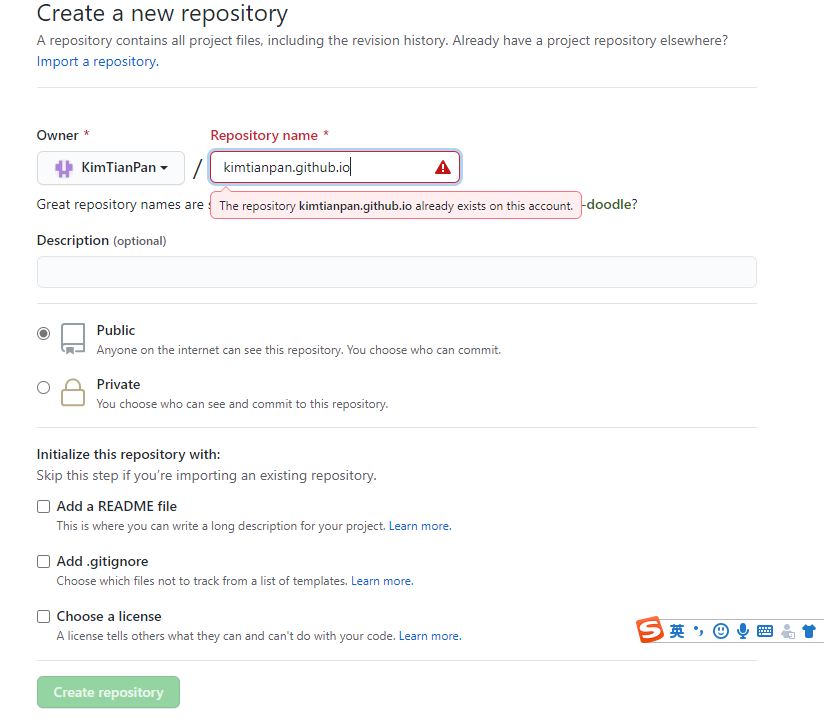 Create a new repository
A repository contains all project files, including the revision history. Already have a project repository elsewhere?
Import a repository.
Owner *
Repository name *
KimTianPan
/
kimtianpan.github.io
Great repository names are
-doodle?
The repository kimtianpan.github.io already exists on this account.
Description (optional)
Public
Anyone on the internet can see this repository. You choose who can commit.
Private
You choose who can see and commit to this repository.
Initialize this repository with:
Skip this step if you're importing an existing repository.
Add a README file
This is where you can write a long description for your project. Learn more.
Add .gitignore
Choose which files not to track from a list of templates. Learn more.
Choose a license
A license tells others what they can and can't do with your code. Learn more.
S 英
Create repository